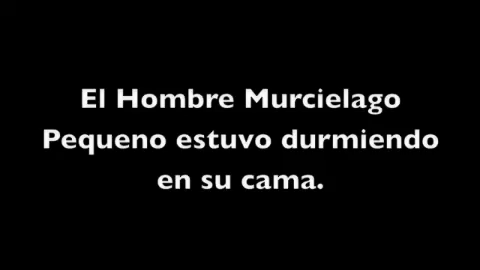 El Hombre Murcielago
Pequeno estuvo durmiendo
en su cama.